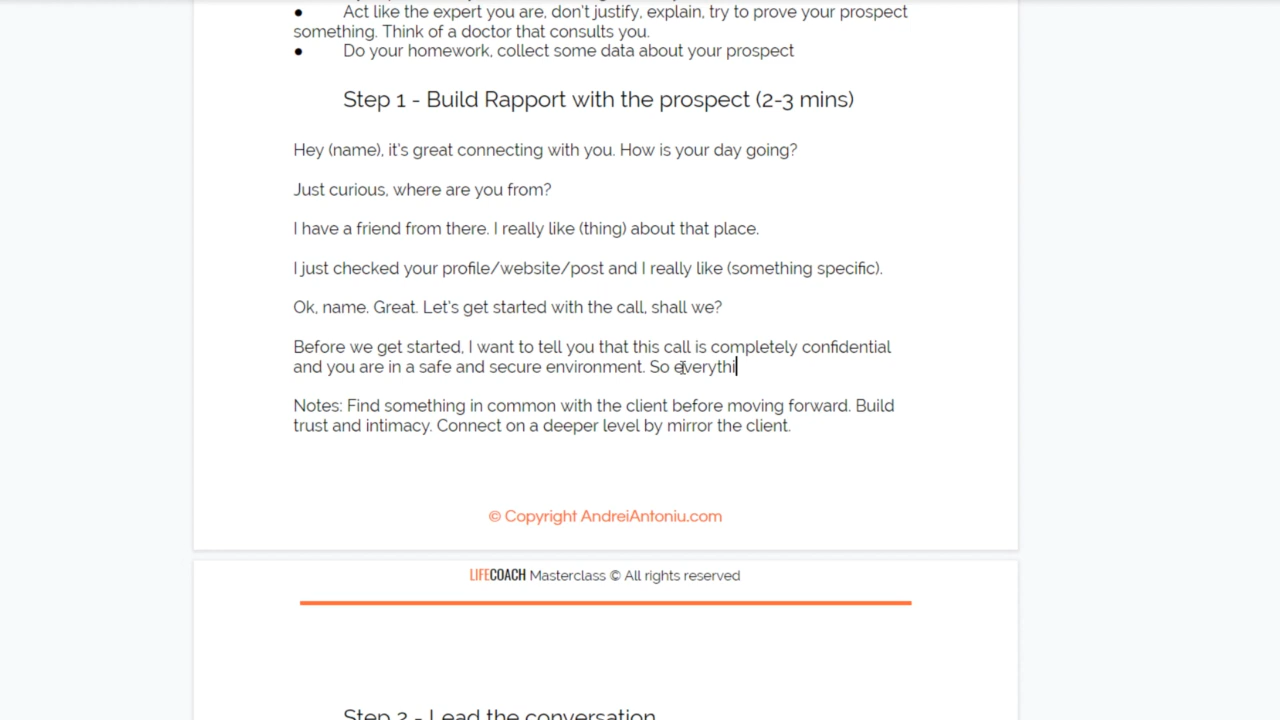 ● Act like the expert you are, don't justify, explain, try to prove your prospect
something. Think of a doctor that consults you.
● Do your homework, collect some data about your prospect
Step 1 - Build Rapport with the prospect (2-3 mins)
Hey (name), it's great connecting with you. How is your day going?
Just curious, where are you from?
I have a friend from there. I really like (thing) about that place.
I just checked your profile/website/post and I really like (something specific).
Ok, name. Great. Let's get started with the call, shall we?
Before we get started, I want to tell you that this call is completely confidential
and you are in a safe and secure environment. So everythi
Notes: Find something in common with the client before moving forward. Build
trust and intimacy. Connect on a deeper level by mirror the client.
© Copyright AndreiAntoniu.com
LIFECOACH Masterclass © All rights reserved
Step 2 - Lead the conversation